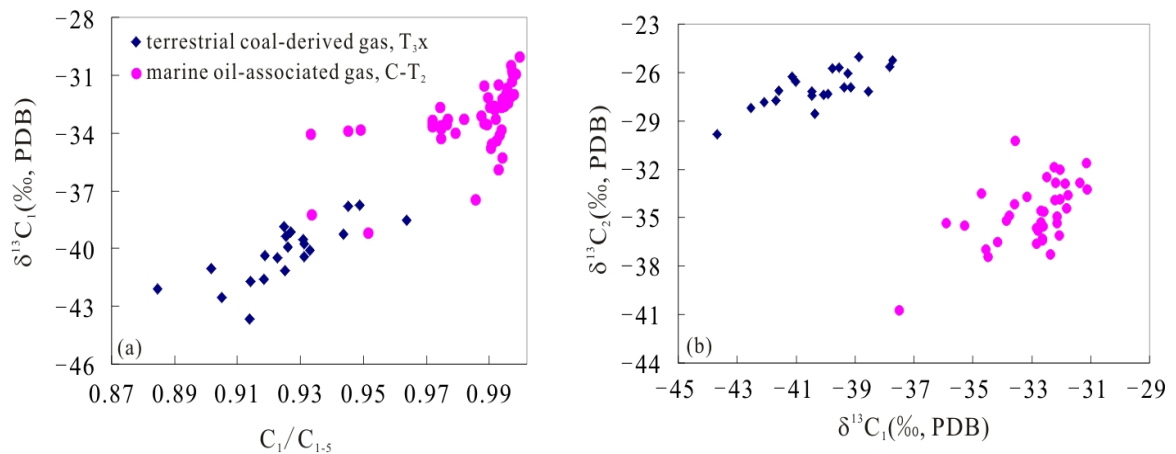 −28
−31
−34
−37
−40
−43
−46
δ¹³C₁(‰, PDB)
terrestrial coal-derived gas, T₃x
marine oil-associated gas, C-T₂
(a)
0.87 0.89 0.91 0.93 0.95 0.97 0.99
C₁/C₁₋₅
−23
−26
−29
−32
−35
−38
−41
−44
δ¹³C₂(‰, PDB)
(b)
−45 −43 −41 −39 −37 −35 −33 −31 −29
δ¹³C₁(‰, PDB)